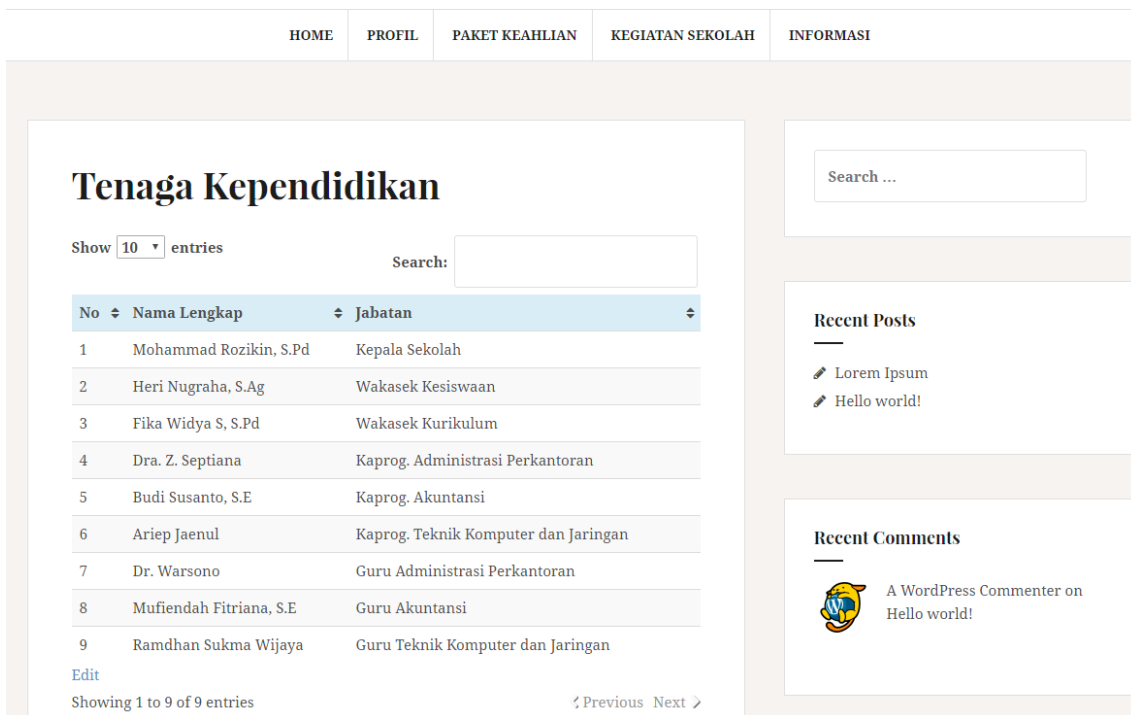 HOME PROFIL PAKET KEAHLIAN KEGIATAN SEKOLAH INFORMASI
Tenaga Kependidikan
Show 10 entries
Search:
No Nama Lengkap Jabatan
1 Mohammad Rozikin, S.Pd Kepala Sekolah
2 Heri Nugraha, S.Ag Wakasek Kesiswaan
3 Fika Widya S, S.Pd Wakasek Kurikulum
4 Dra. Z. Septiana Kaprog. Administrasi Perkantoran
5 Budi Susanto, S.E Kaprog. Akuntansi
6 Ariep Jaenul Kaprog. Teknik Komputer dan Jaringan
7 Dr. Warsono Guru Administrasi Perkantoran
8 Mufiendah Fitriana, S.E Guru Akuntansi
9 Ramdhan Sukma Wijaya Guru Teknik Komputer dan Jaringan
Edit
Showing 1 to 9 of 9 entries Previous Next
Search ...
Recent Posts
Lorem Ipsum
Hello world!
Recent Comments
A WordPress Commenter on
Hello world!